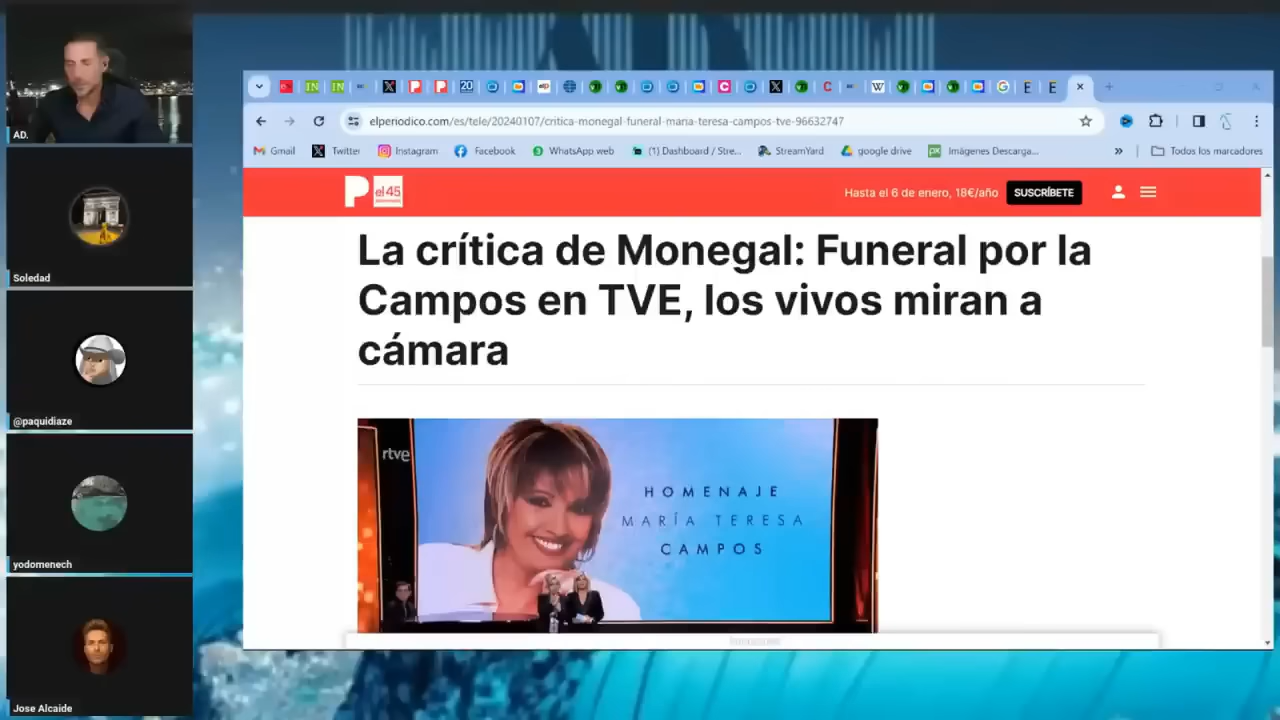 AD.
Soledad
@paquidiaze
yodomenech
Jose Alcaide
elperiodico.com/es/tele/20240107/critica-monegal-funeral-maria-teresa-campos-tve-96632747
Gmail Twitter Instagram Facebook WhatsApp web (1) Dashboard / Stre... StreamYard google drive Imágenes Descarga... » Todos los marcadores
P el 45 Hasta el 6 de enero, 18€/año SUSCRÍBETE
La crítica de Monegal: Funeral por la
Campos en TVE, los vivos miran a
cámara
rtve
HOMENAJE
MARÍA TERESA
CAMPOS